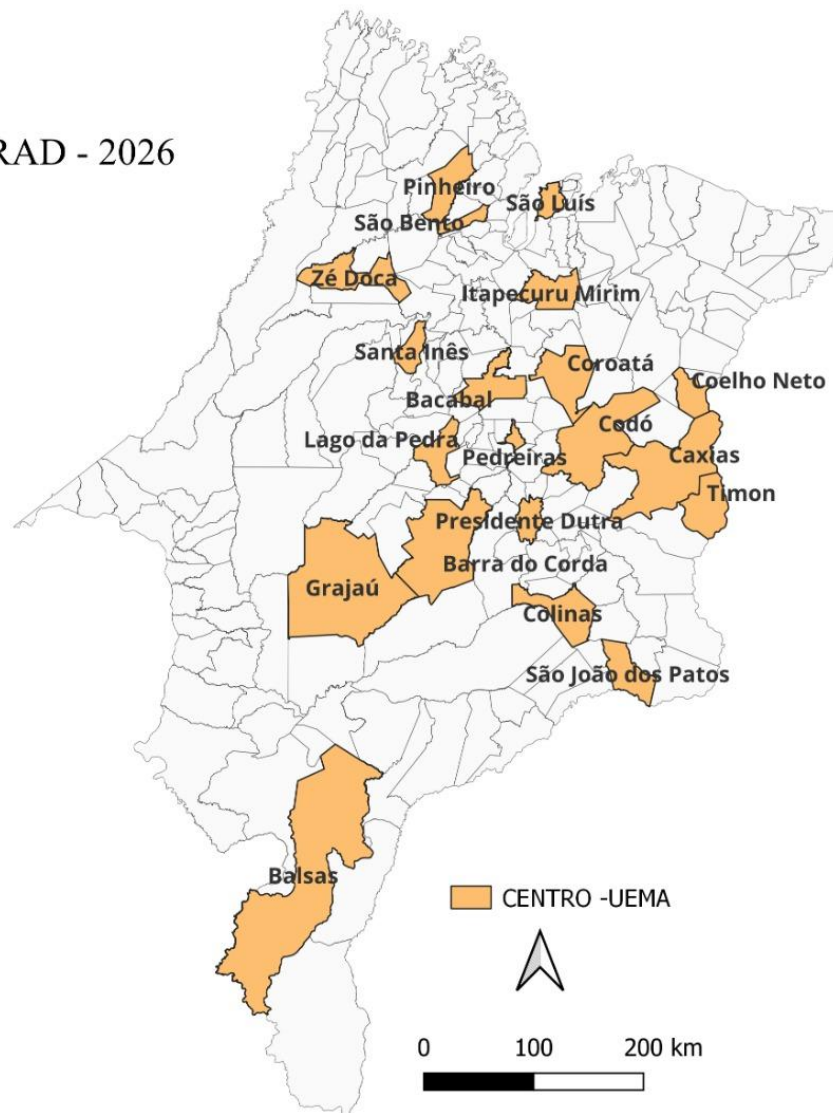 RAD - 2026
Pinheiro
São Luís
São Bento
Zé Doca
Itapecuru Mirim
Santa Inês
Coroatá
Coelho Neto
Bacabal
Codó
Lago da Pedra
Pedreiras
Caxias
Timon
Presidente Dutra
Barra do Corda
Grajaú
Colinas
São João dos Patos
Balsas
CENTRO -UEMA
0 100 200 km